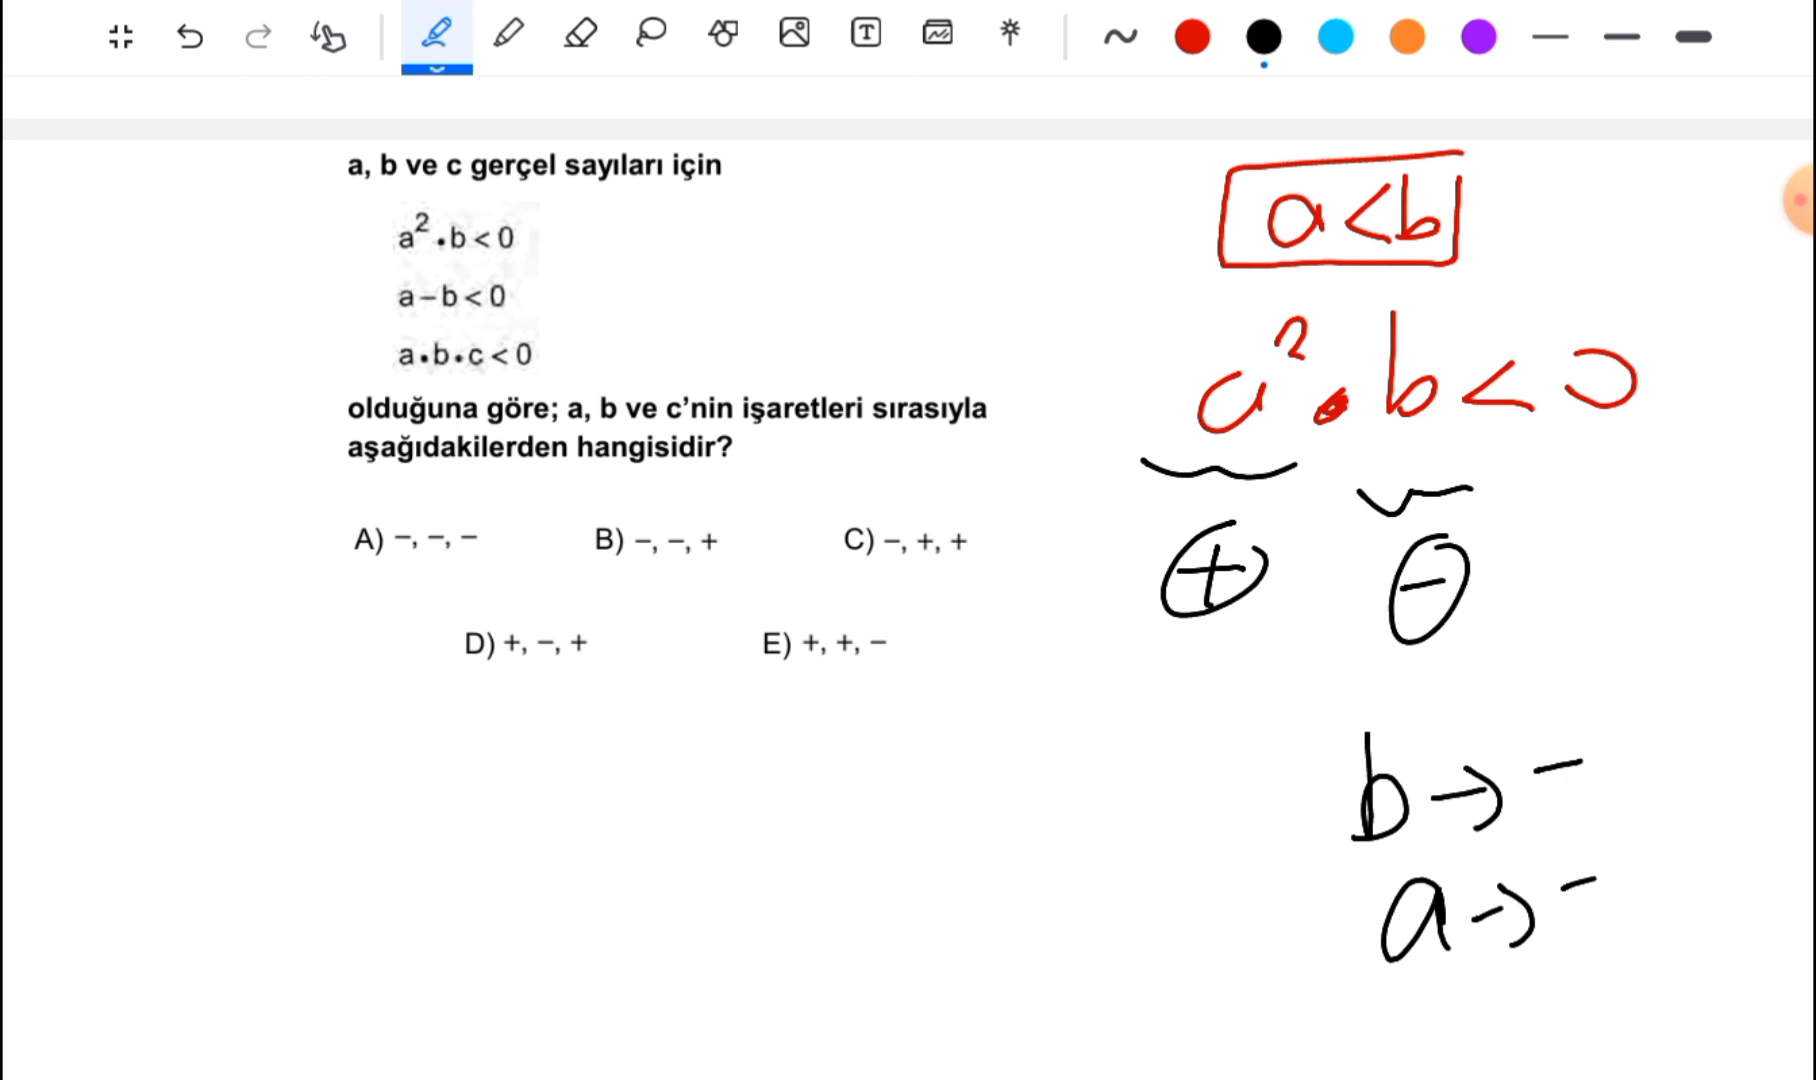 a, b ve c gerçel sayıları için
a².b<0
a−b<0
a•b•c<0
olduğuna göre; a, b ve c'nin işaretleri sırasıyla
aşağıdakilerden hangisidir?
A) −, −, −
B) −, −, +
C) −, +, +
D) +, −, +
E) +, +, −
a<b
a².b<0
+ −
b→−
a→−